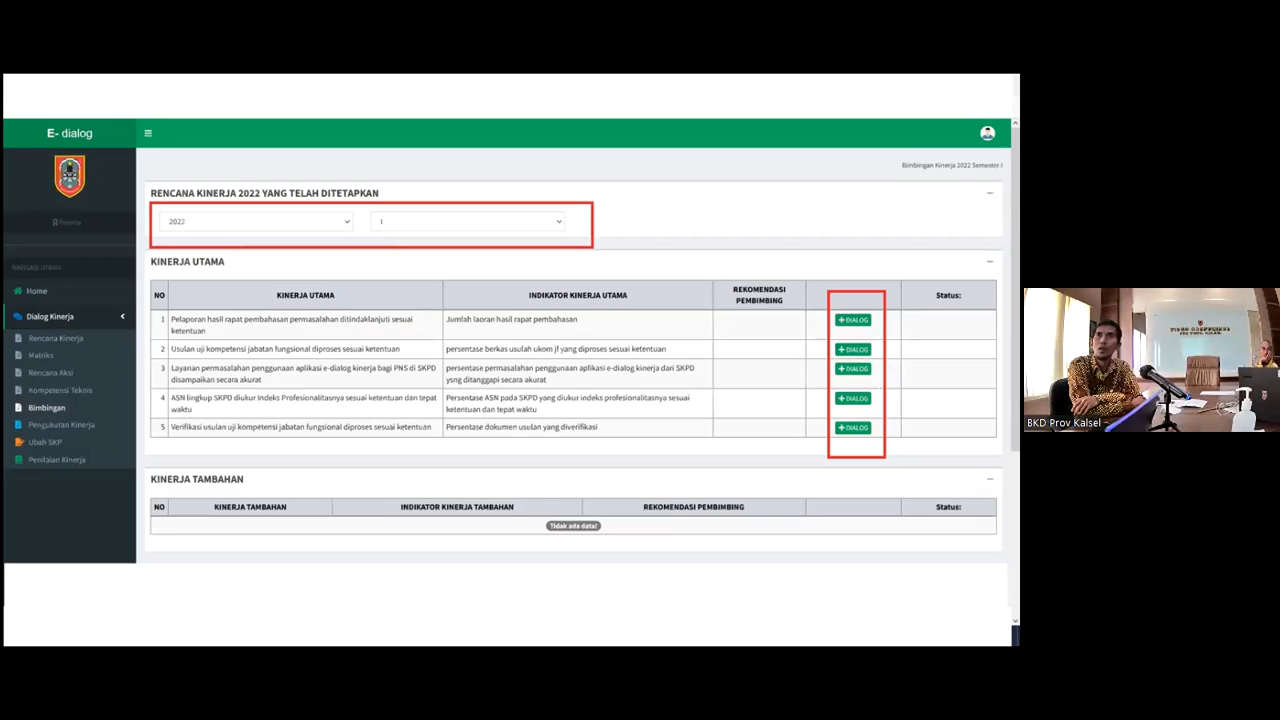 E- dialog
Peserta
NAVIGASI UTAMA
Home
Dialog Kinerja
Rencana Kinerja
Matriks
Rencana Aksi
Kompetensi Teknis
Bimbingan
Pengukuran Kinerja
Ubah SKP
Penilaian Kinerja
Bimbingan Kinerja 2022 Semester I
RENCANA KINERJA 2022 YANG TELAH DITETAPKAN
2022 I
KINERJA UTAMA
NO KINERJA UTAMA INDIKATOR KINERJA UTAMA REKOMENDASI PEMBIMBING Status:
1 Pelaporan hasil rapat pembahasan permasalahan ditindaklanjuti sesuai
ketentuan
Jumlah laoran hasil rapat pembahasan
+ DIALOG
2 Usulan uji kompetensi jabatan fungsional diproses sesuai ketentuan
persentase berkas usulah ukom jf yang diproses sesuai ketentuan
+ DIALOG
3 Layanan permasalahan penggunaan aplikasi e-dialog kinerja bagi PNS di SKPD
disampaikan secara akurat
persentase permasalahan penggunaan aplikasi e-dialog kinerja dari SKPD
ysng ditanggapi secara akurat
+ DIALOG
4 ASN lingkup SKPD diukur Indeks Profesionalitasnya sesuai ketentuan dan tepat
waktu
Persentase ASN pada SKPD yang diukur indeks profesionalitasnya sesuai
ketentuan dan tepat waktu
+ DIALOG
5 Verifikasi usulan uji kompetensi jabatan fungsional diproses sesuai ketentuan
Persentase dokumen usulan yang diverifikasi
+ DIALOG
KINERJA TAMBAHAN
NO KINERJA TAMBAHAN INDIKATOR KINERJA TAMBAHAN REKOMENDASI PEMBIMBING Status:
Tidak ada data!
BKD Prov Kalsel